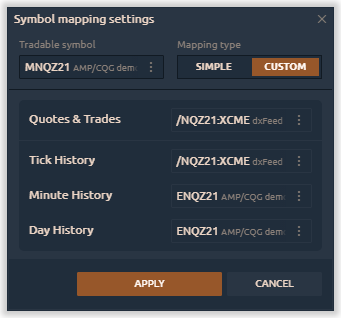 Symbol mapping settings
Tradable symbol
Mapping type
MNQZ21 AMP/CQG demo
SIMPLE
CUSTOM
Quotes & Trades
/NQZ21:XCME dxFeed
Tick History
/NQZ21:XCME dxFeed
Minute History
ENQZ21 AMP/CQG dem
Day History
ENQZ21 AMP/CQG dem
APPLY
CANCEL